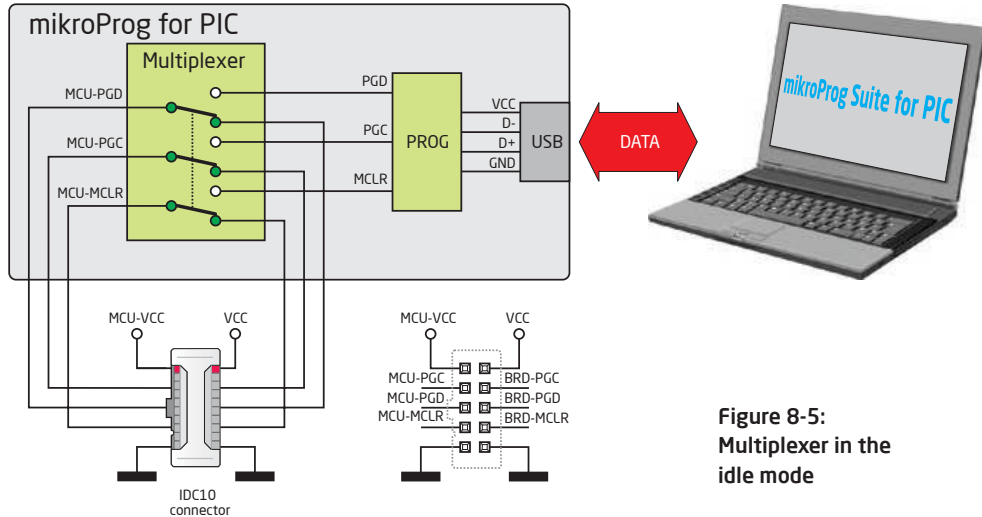 mikroProg for PIC
Multiplexer
MCU-PGD
MCU-PGC
MCU-MCLR
PGD
PGC
MCLR
PROG
VCC
D-
D+
GND
USB
DATA
mikroProg Suite for PIC
MCU-VCC
VCC
IDC10
connector
MCU-VCC
VCC
MCU-PGC
BRD-PGC
MCU-PGD
BRD-PGD
MCU-MCLR
BRD-MCLR
Figure 8-5:
Multiplexer in the
idle mode